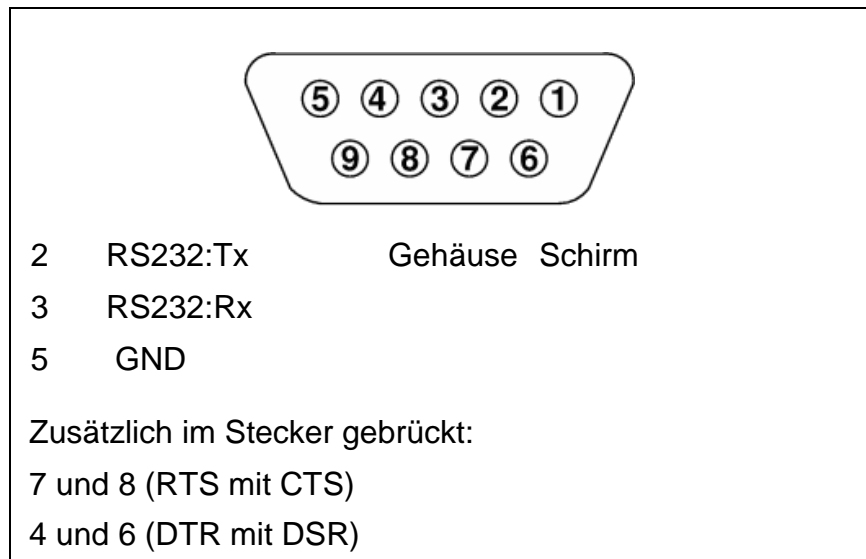 ⑤ ④ ③ ② ①
⑨ ⑧ ⑦ ⑥
2 RS232:Tx Gehäuse Schirm
3 RS232:Rx
5 GND
Zusätzlich im Stecker gebrückt:
7 und 8 (RTS mit CTS)
4 und 6 (DTR mit DSR)